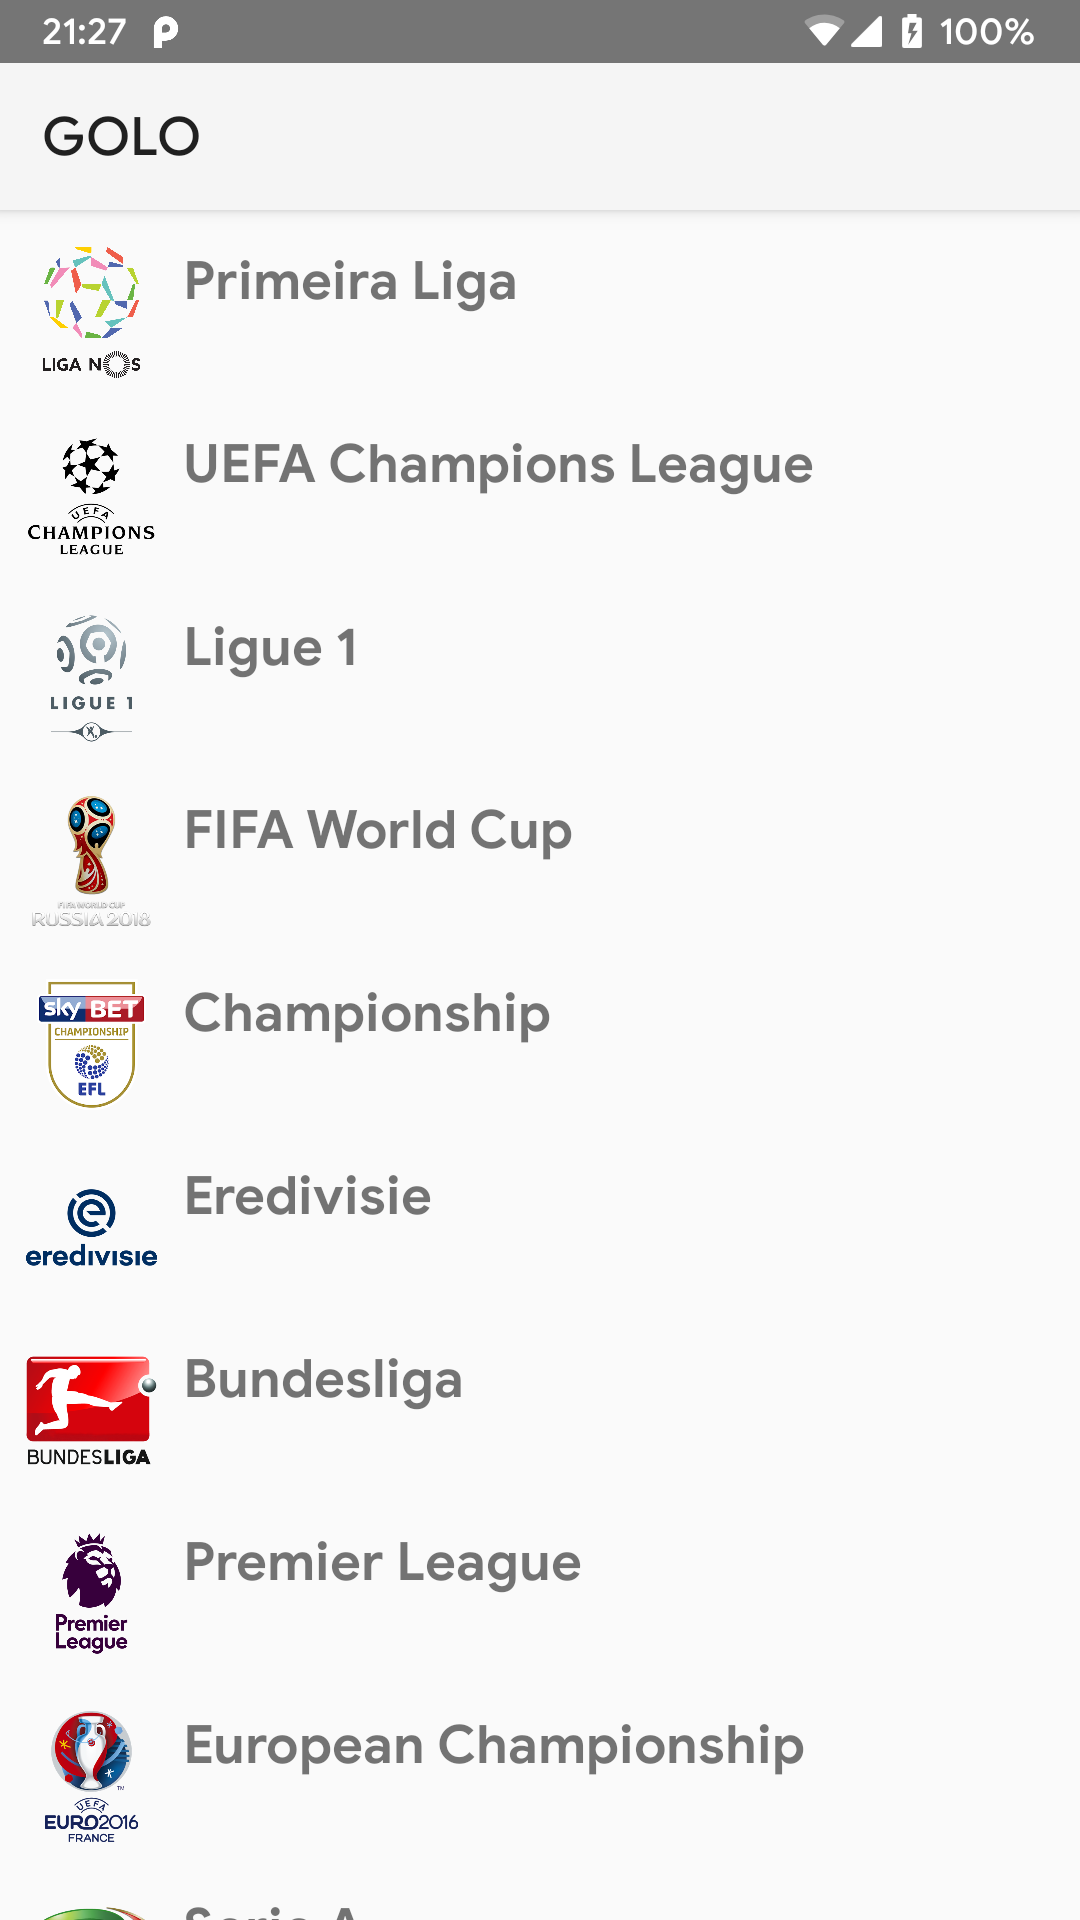 21:27 100%
GOLO
Primeira Liga
LIGA NOS
UEFA Champions League
UEFA
CHAMPIONS
LEAGUE
Ligue 1
LIGUE 1
FIFA World Cup
FIFA WORLD CUP
RUSSIA 2018
Championship
sky BET
CHAMPIONSHIP
EFL
Eredivisie
eredivisie
Bundesliga
BUNDESLIGA
Premier League
Premier
League
European Championship
TM
UEFA
EURO2016
FRANCE
Serie A